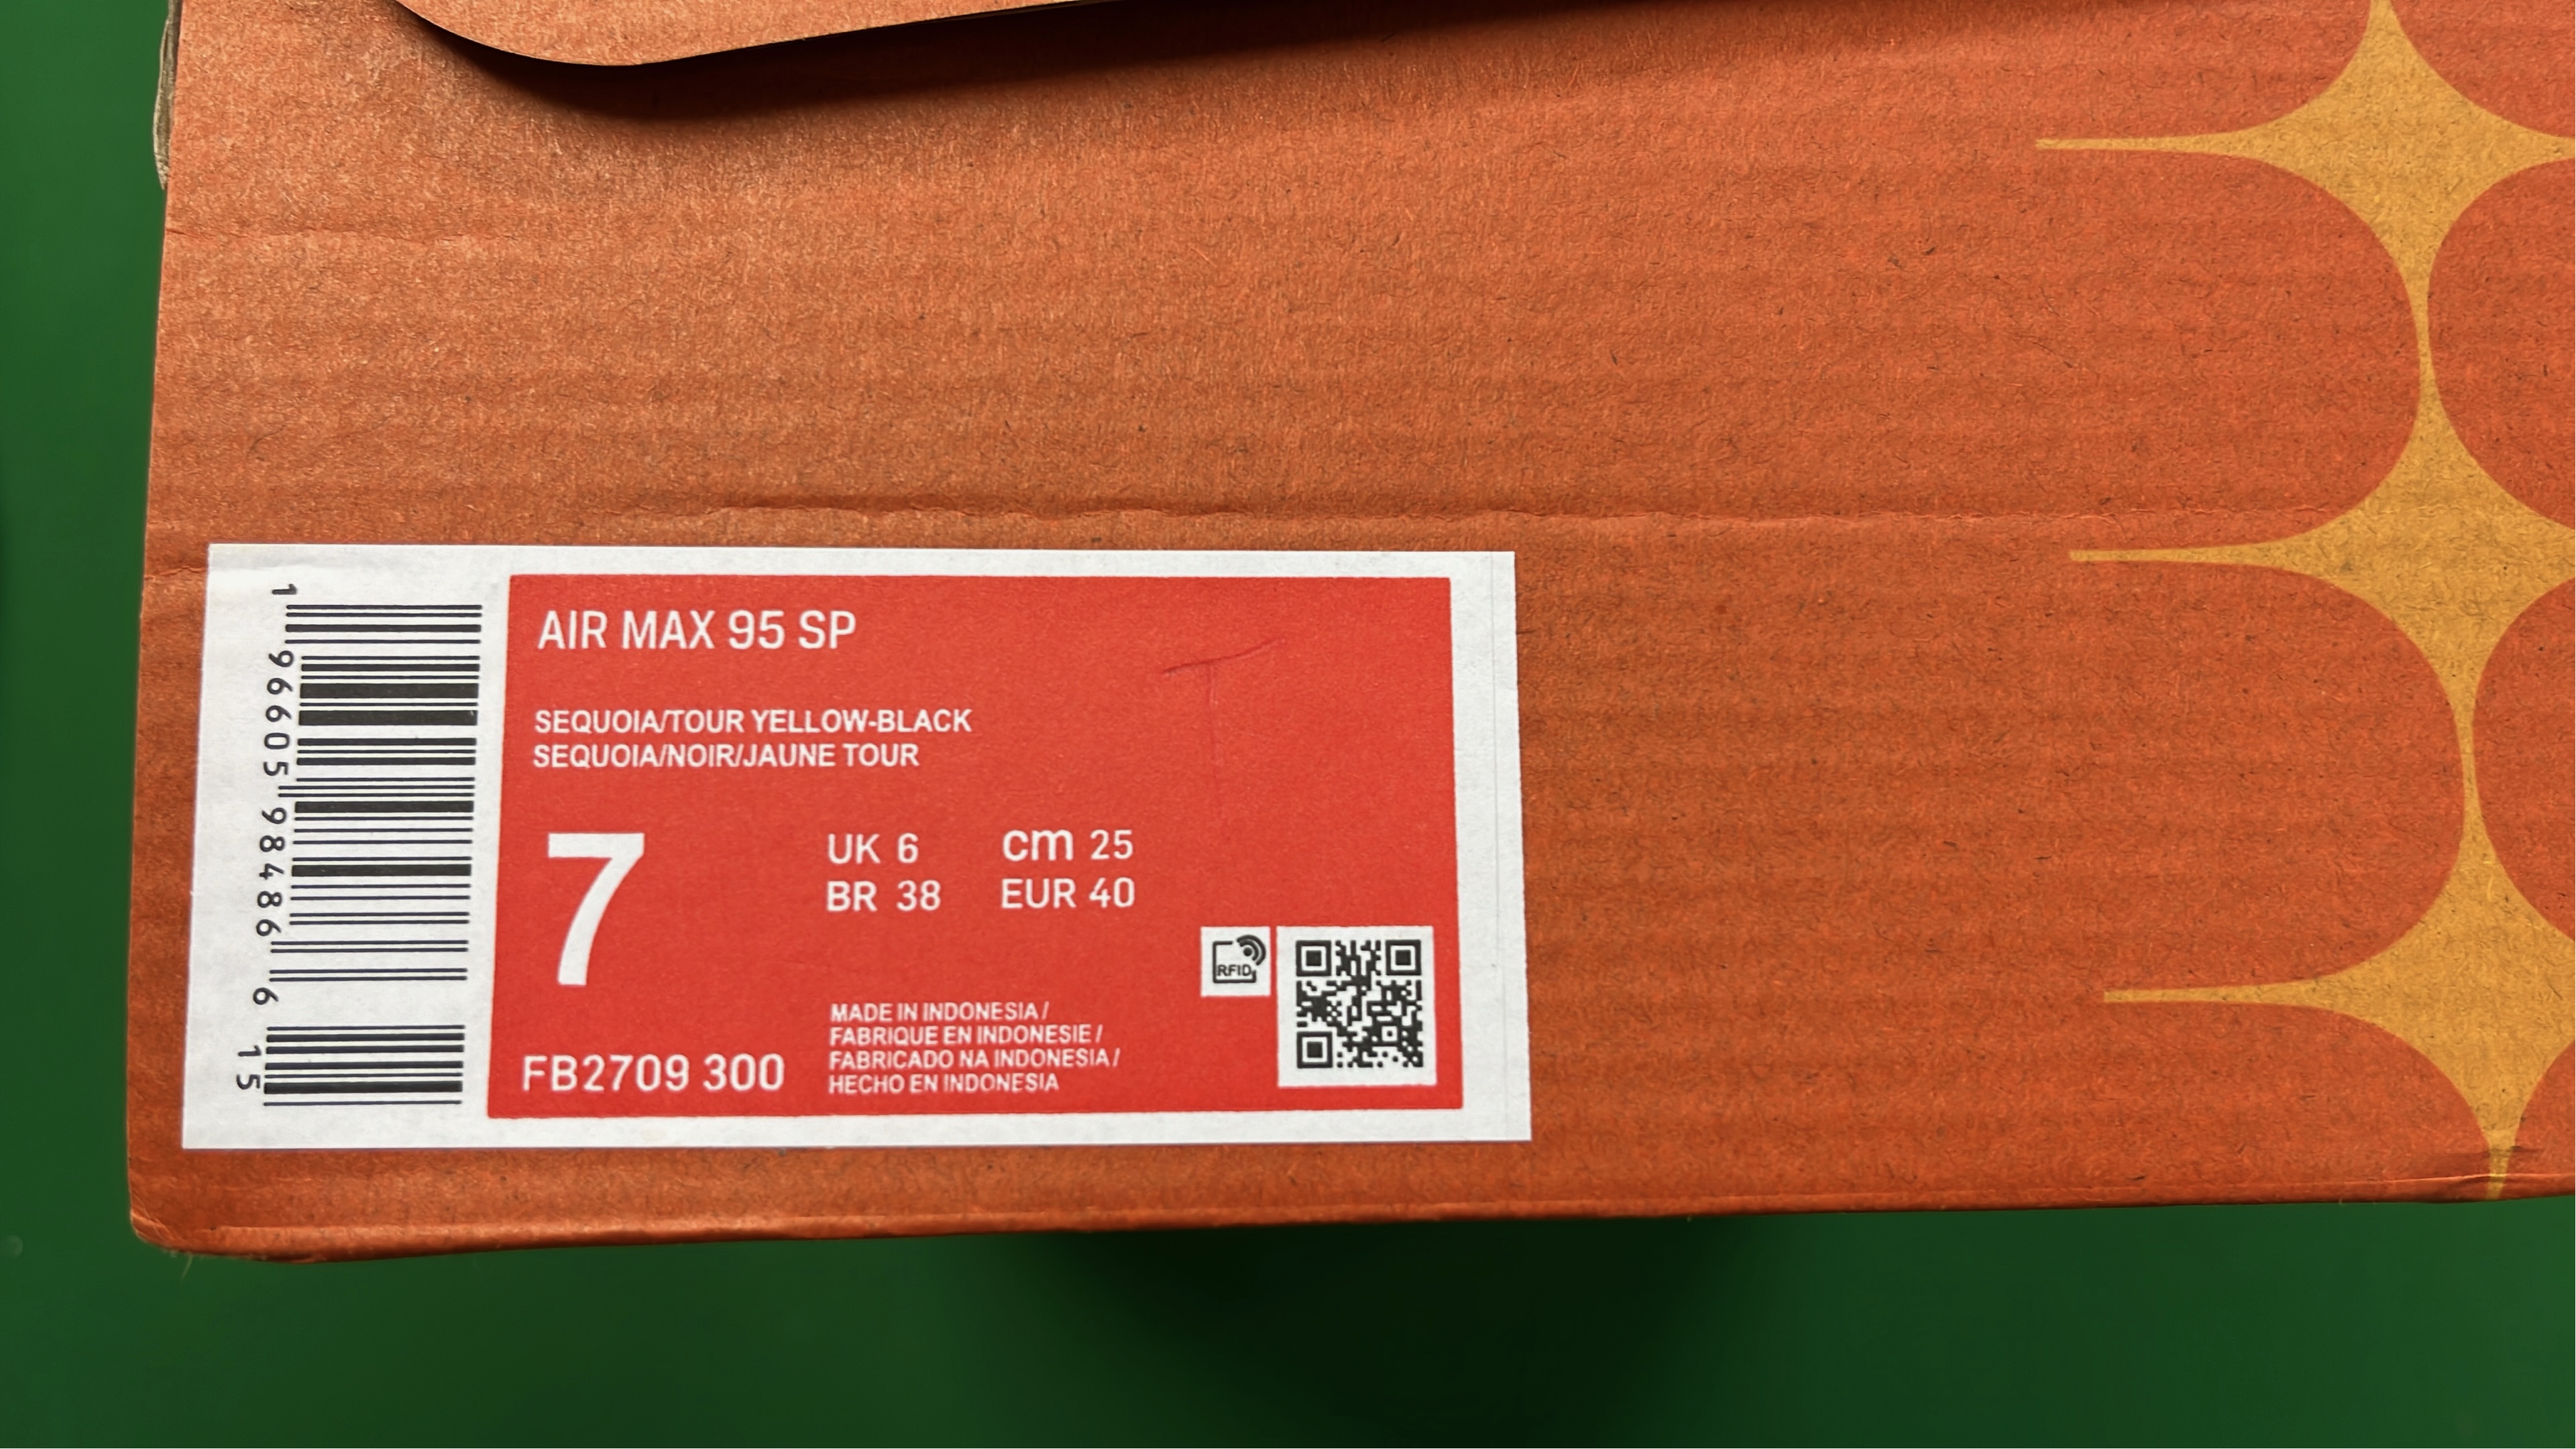 AIR MAX 95 SP
SEQUOIA/TOUR YELLOW-BLACK
SEQUOIA/NOIR/JAUNE TOUR
7
UK 6 cm 25
BR 38 EUR 40
RFID
FB2709 300
MADE IN INDONESIA /
FABRIQUE EN INDONESIE /
FABRICADO NA INDONESIA /
HECHO EN INDONESIA
1 96605 98486 6 15